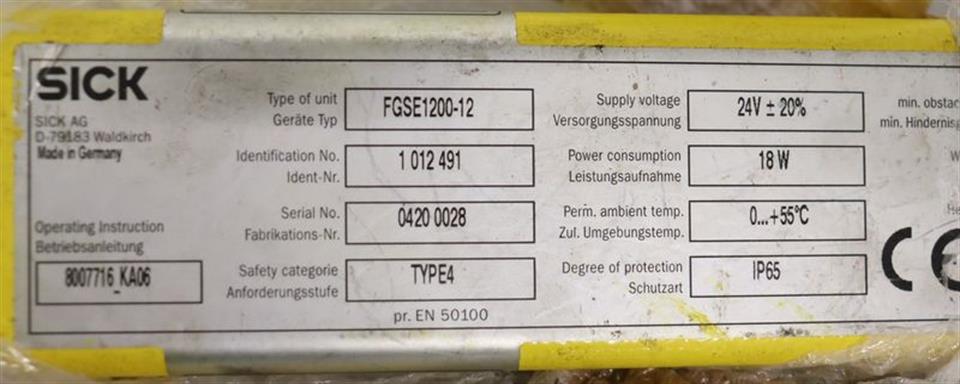 SICK
SICK AG
D-79183 Waldkirch
Made in Germany
Operating Instruction
Betriebsanleitung
8007716_KA06
Type of unit
Geräte Typ
FGSE1200-12
Identification No.
Ident-Nr.
1 012 491
Serial No.
Fabrikations-Nr.
0420 0028
Safety categorie
Anforderungsstufe
TYPE4
pr. EN 50100
Supply voltage
Versorgungsspannung
24V ± 20%
Power consumption
Leistungsaufnahme
18 W
Perm. ambient temp.
Zul. Umgebungstemp.
0...+55°C
Degree of protection
Schutzart
IP65
min.
min.
CE